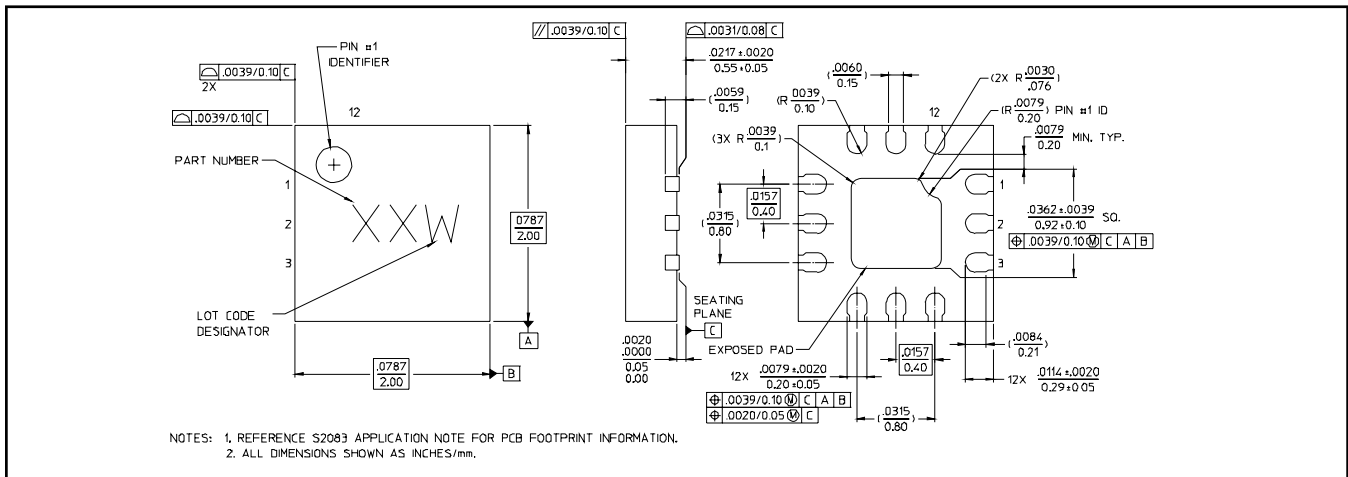 PIN #1
IDENTIFIER
.0039/0.10 C
2X
.0039/0.10 C
12
PART NUMBER
1
2
3
XXW
LOT CODE
DESIGNATOR
.0787
2.00
A
.0787
2.00
B
// .0039/0.10 C
.0031/0.08 C
.0217±.0020
0.55±0.05
(.0059
0.15)
SEATING
PLANE
C
.0020
.0000
0.05
0.00
(.0060
0.15)
(R .0039
0.10)
(3X R .0039
0.1)
12
(2X R .0030
.076)
(R .0079
0.20) PIN #1 ID
.0079
0.20 MIN. TYP.
.0157
0.40
(.0315
0.80)
1
2
3
.0362±.0039
0.92±0.10 SQ.
.0039/0.10 M C A B
EXPOSED PAD
12X .0079±.0020
0.20±0.05
.0039/0.10 M C A B
.0020/0.05 M C
.0157
0.40
(.0315
0.80)
(.0084
0.21)
12X .0114±.0020
0.29±0.05
NOTES: 1. REFERENCE S2083 APPLICATION NOTE FOR PCB FOOTPRINT INFORMATION.
2. ALL DIMENSIONS SHOWN AS INCHES/mm.